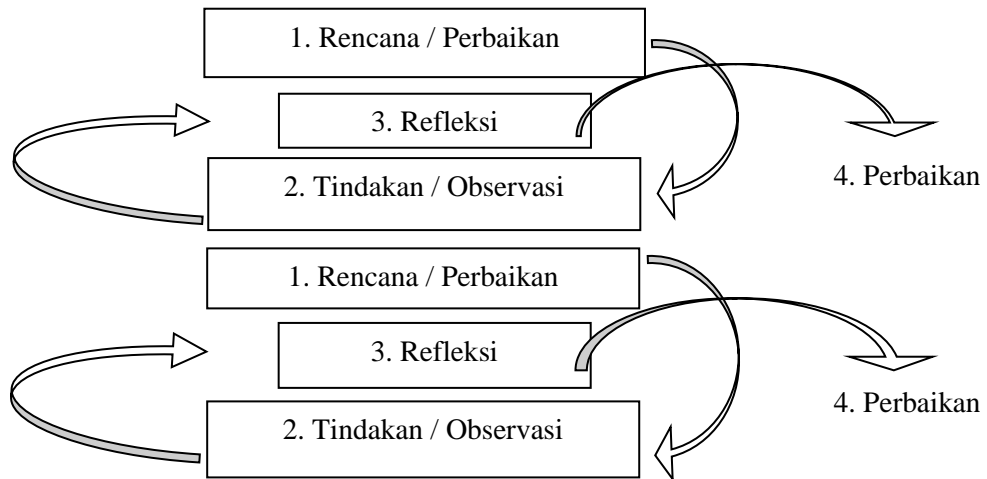 1. Rencana / Perbaikan
3. Refleksi
2. Tindakan / Observasi
4. Perbaikan
1. Rencana / Perbaikan
3. Refleksi
2. Tindakan / Observasi
4. Perbaikan